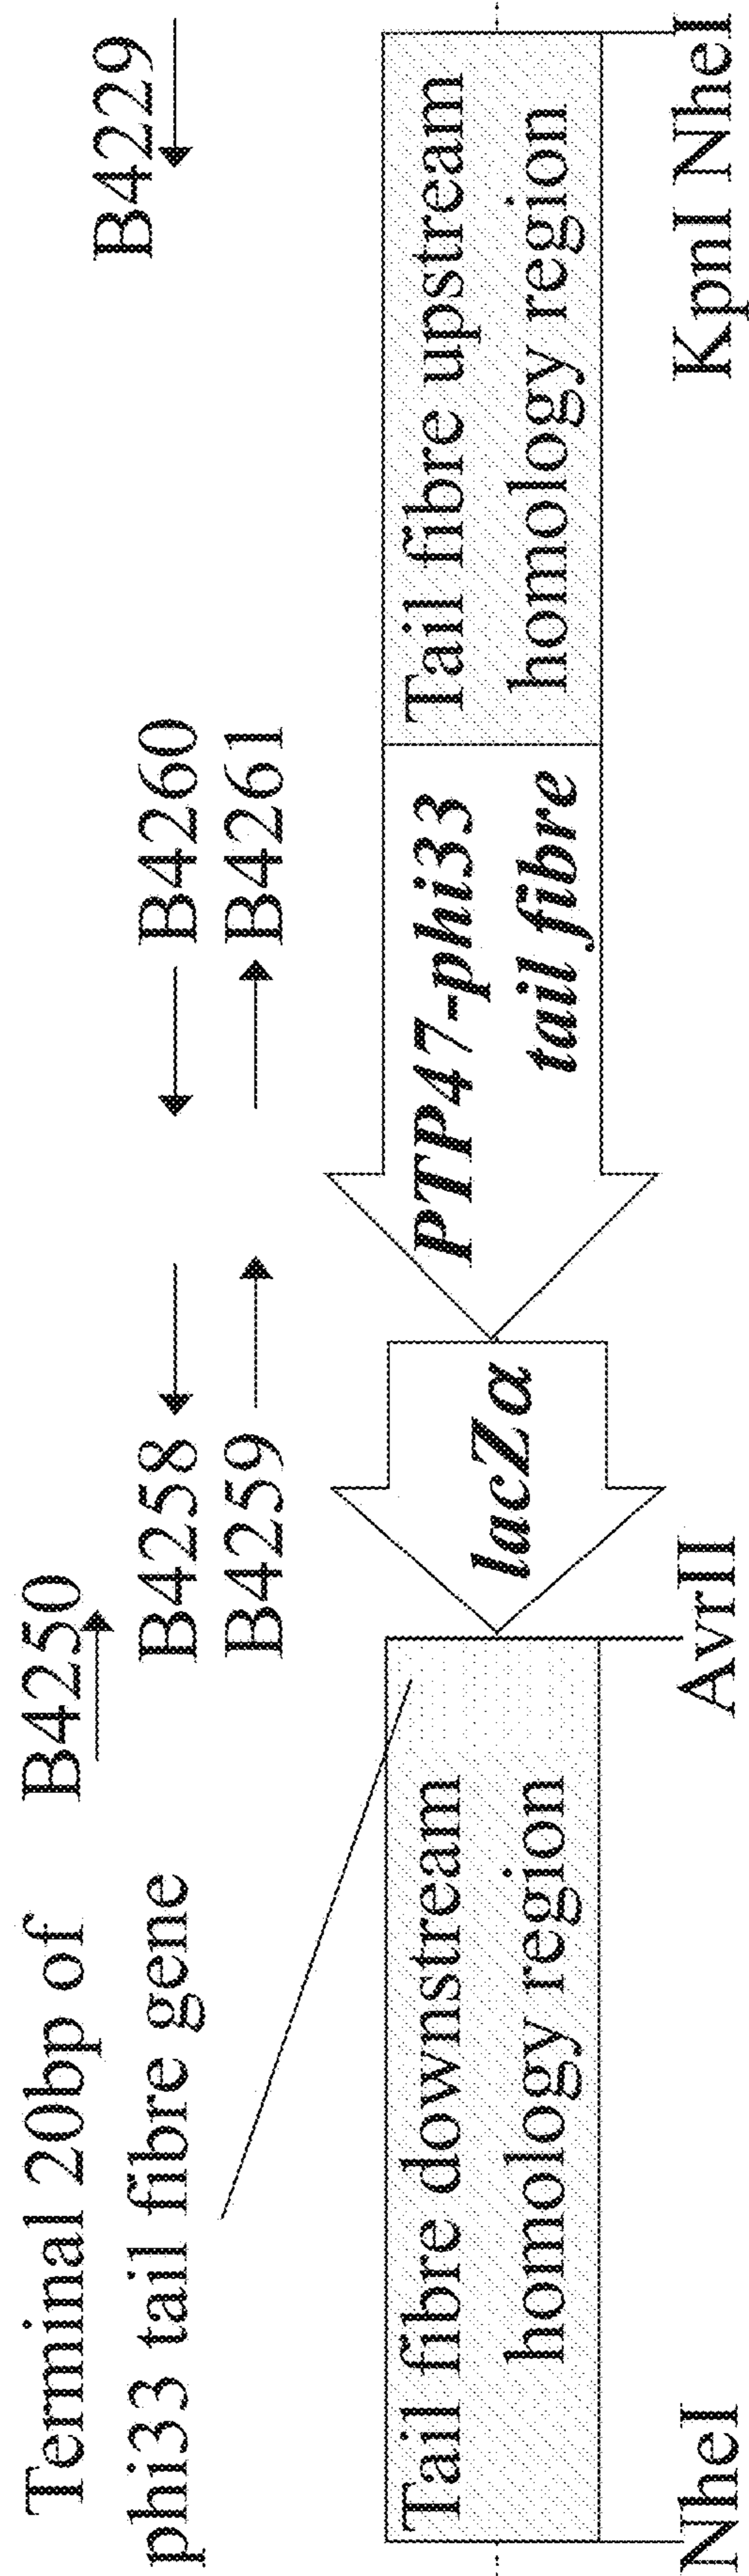 Terminal 20bp of
phi33 tail fibre gene
B4250
B4258
B4259
B4260
B4261
B4229
Tail fibre downstream
homology region
lacZα
PTP47-phi33
tail fibre
Tail fibre upstream
homology region
NheI
AvrII
KpnI NheI